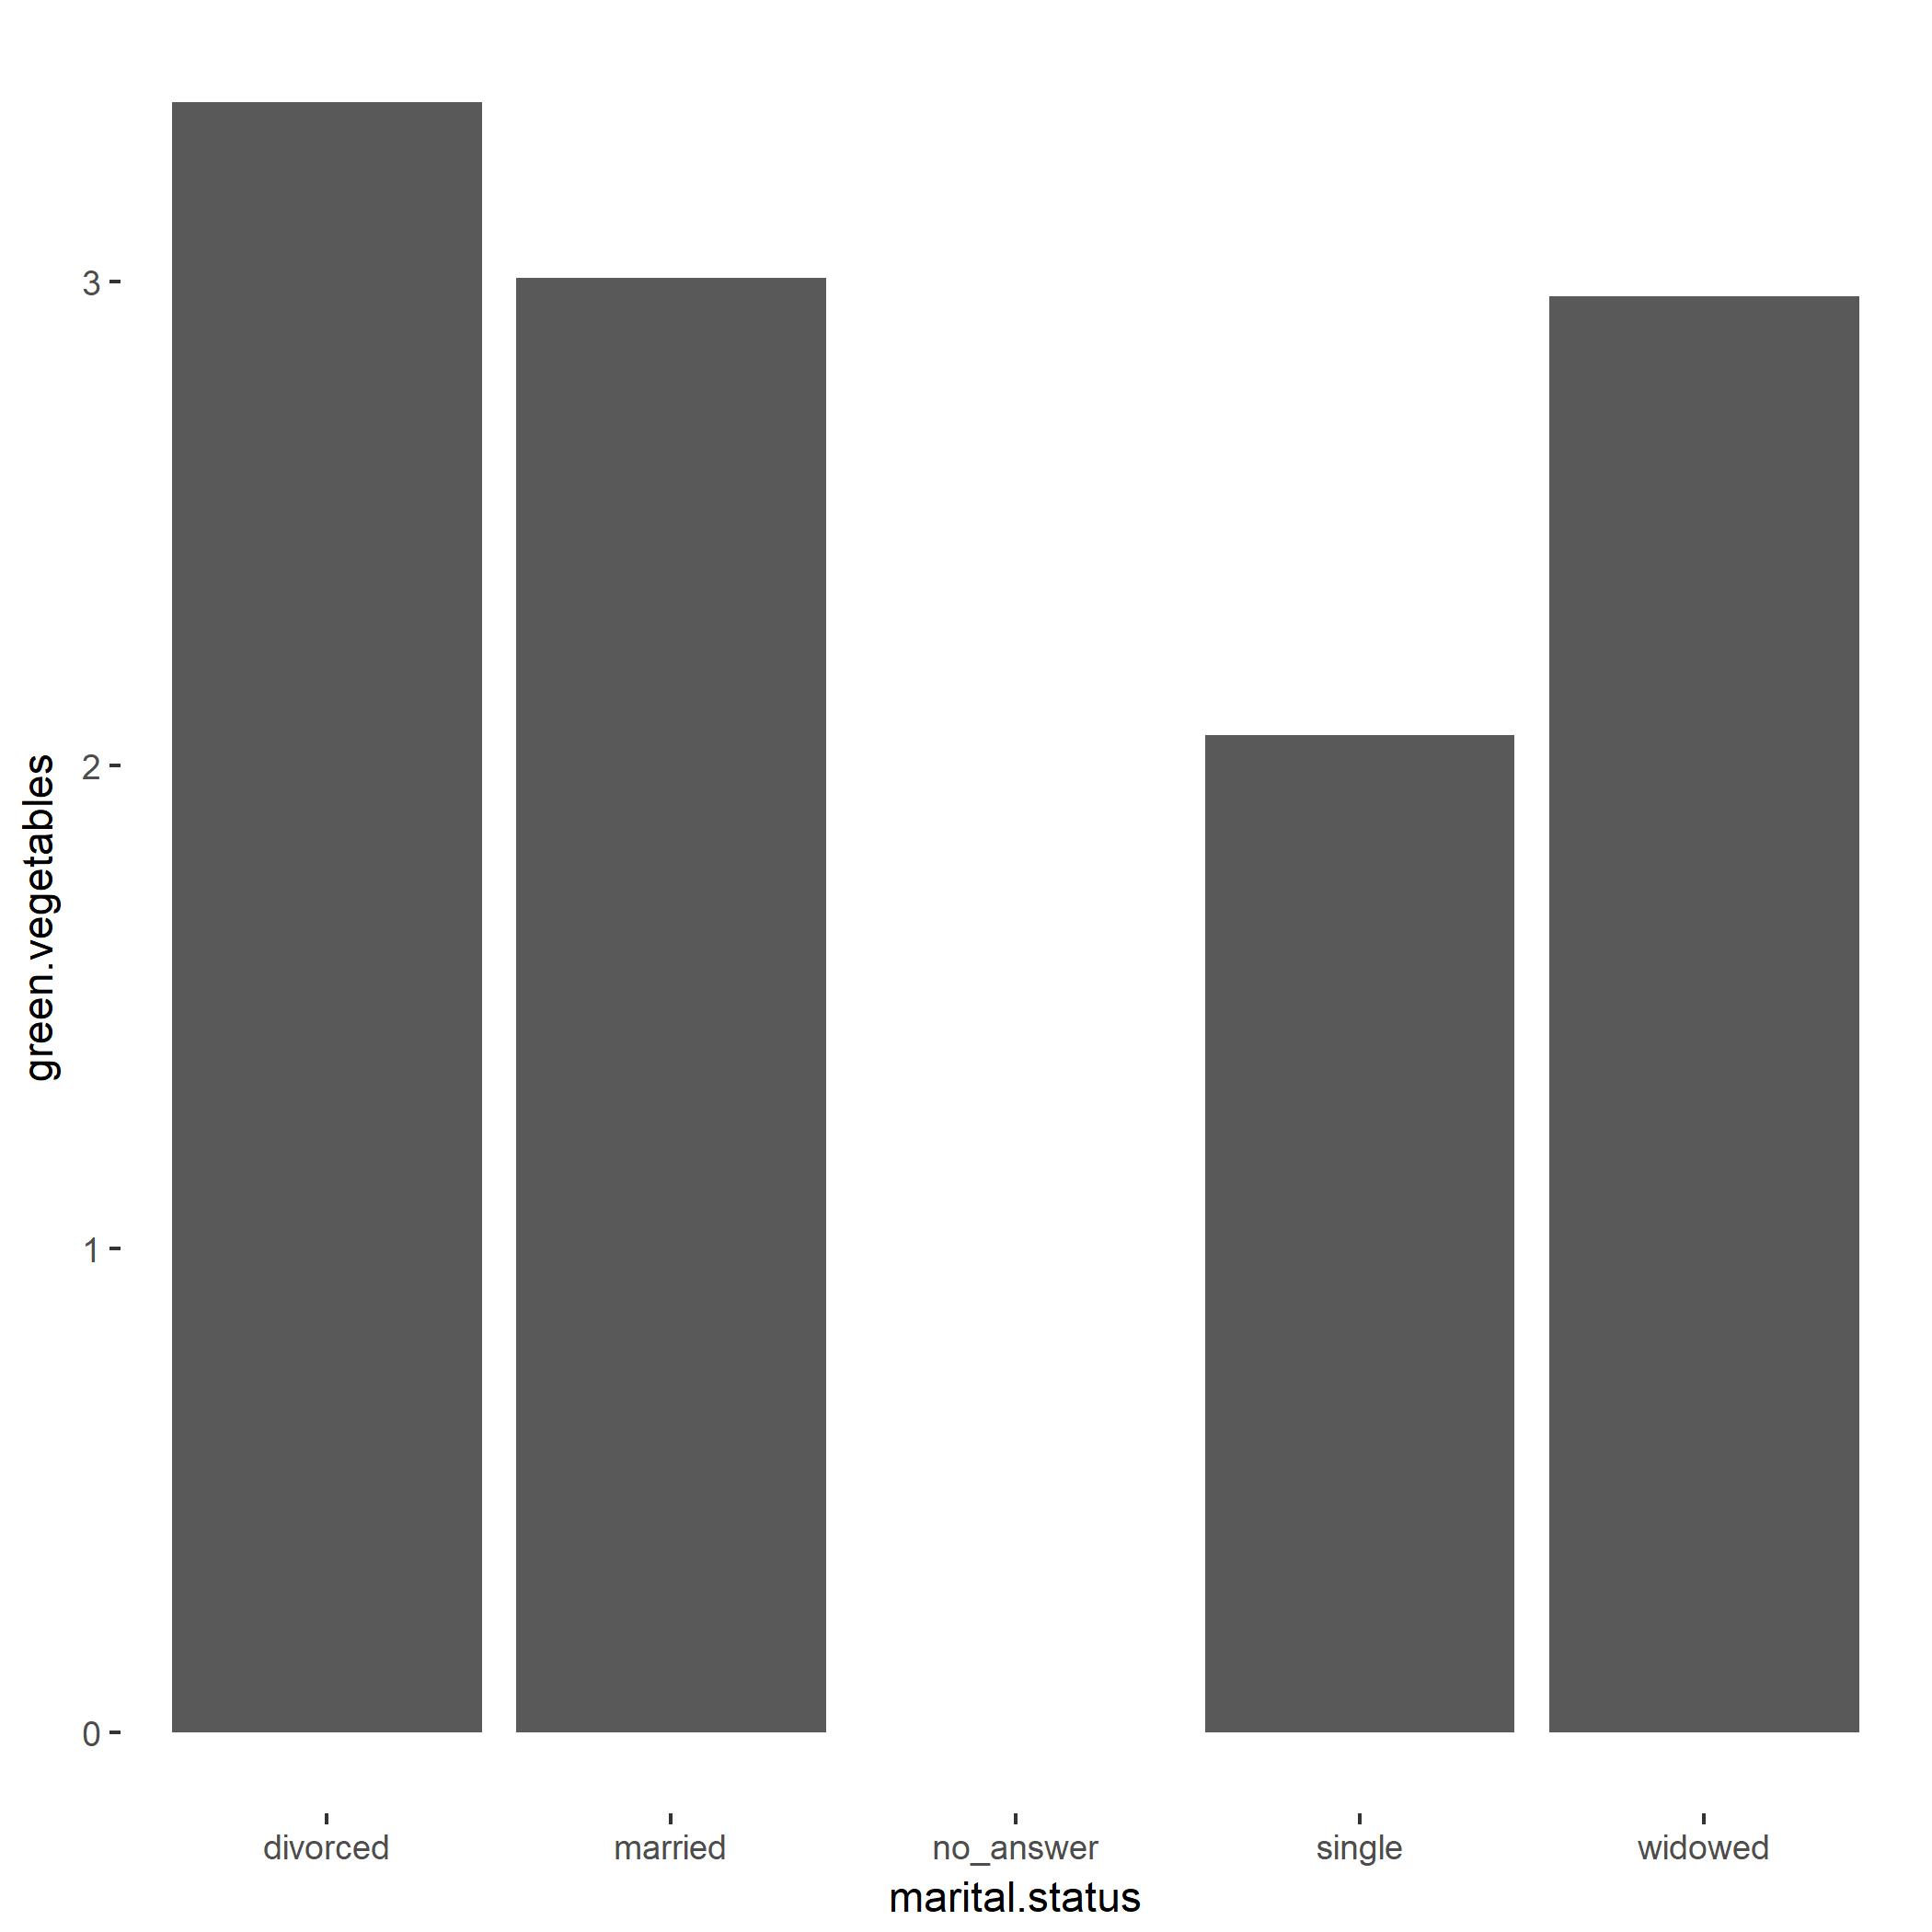 green.vegetables
3
2
1
0
divorced married no_answer single widowed
marital.status